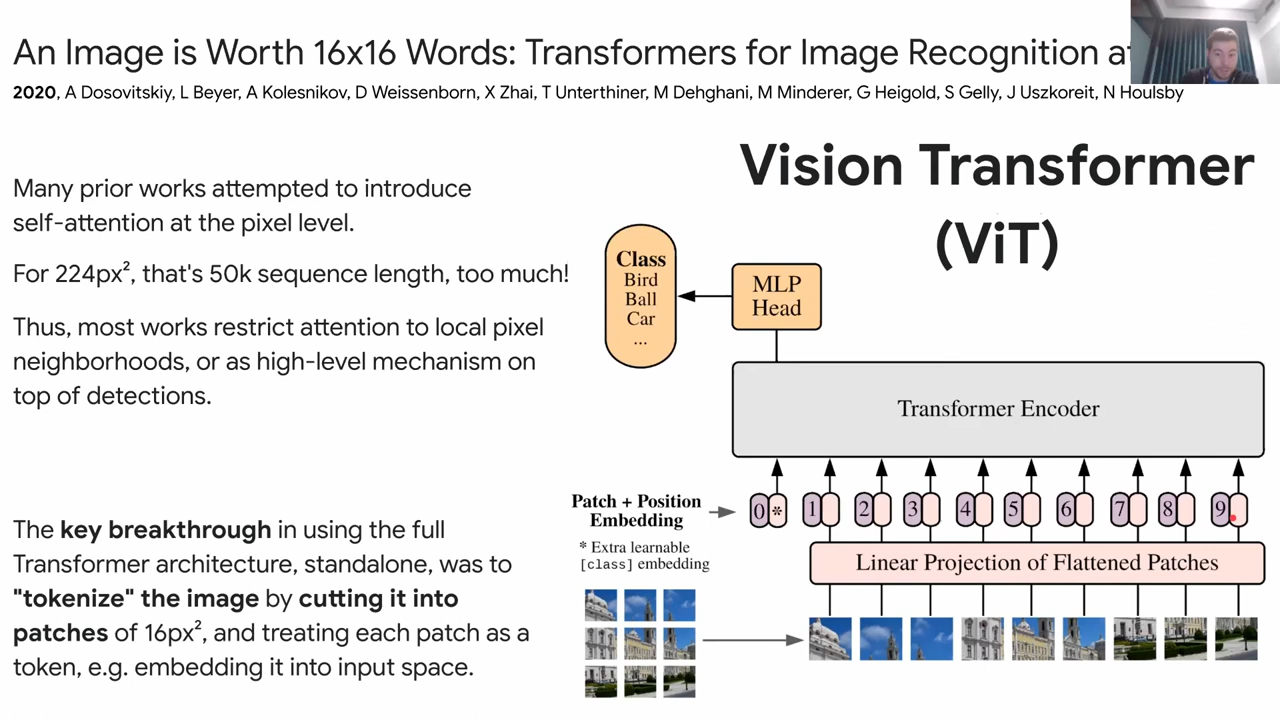 An Image is Worth 16x16 Words: Transformers for Image Recognition at
2020, A Dosovitskiy, L Beyer, A Kolesnikov, D Weissenborn, X Zhai, T Unterthiner, M Dehghani, M Minderer, G Heigold, S Gelly, J Uszkoreit, N Houlsby
Many prior works attempted to introduce
self-attention at the pixel level.
For 224px², that's 50k sequence length, too much!
Thus, most works restrict attention to local pixel
neighborhoods, or as high-level mechanism on
top of detections.
The key breakthrough in using the full
Transformer architecture, standalone, was to
"tokenize" the image by cutting it into
patches of 16px², and treating each patch as a
token, e.g. embedding it into input space.
Vision Transformer
(ViT)
Class
Bird
Ball
Car
...
MLP
Head
Transformer Encoder
Patch + Position
Embedding
0 * 1 2 3 4 5 6 7 8 9
* Extra learnable
[class] embedding
Linear Projection of Flattened Patches